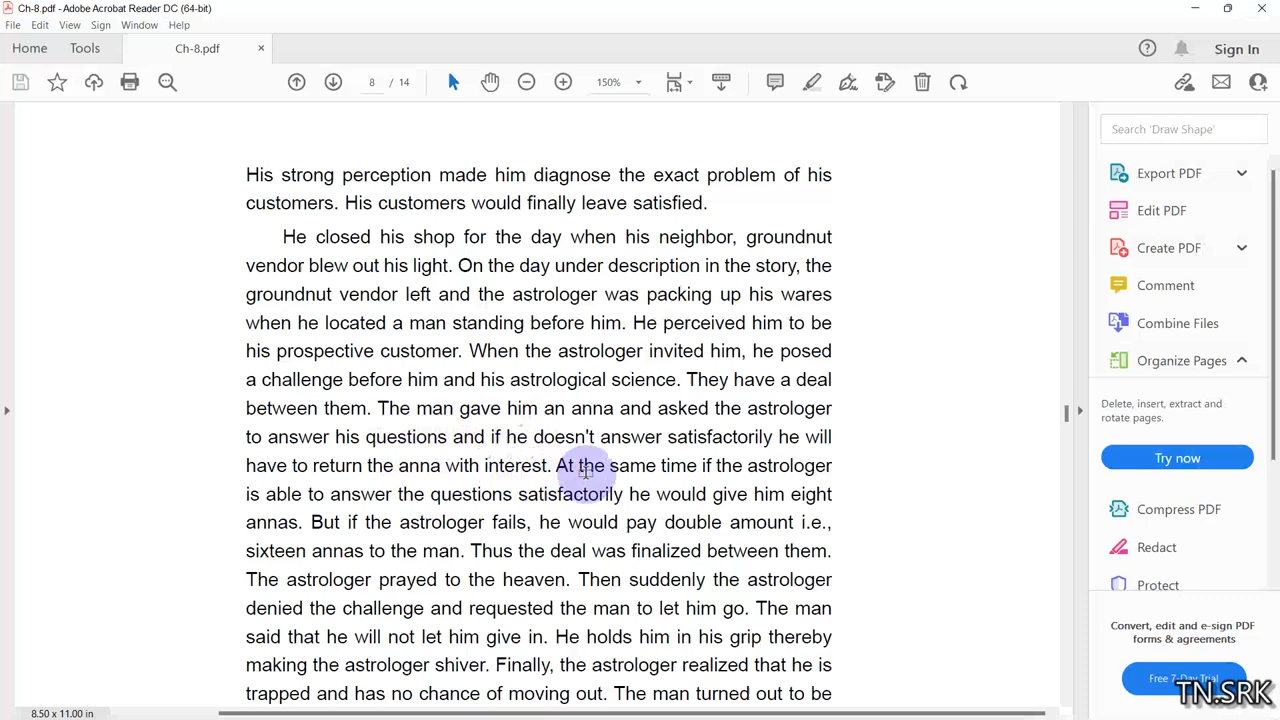 Ch-8.pdf - Adobe Acrobat Reader DC (64-bit)
File Edit View Sign Window Help
Home Tools Ch-8.pdf × Sign In
8 / 14 150%
Search 'Draw Shape'
His strong perception made him diagnose the exact problem of his
customers. His customers would finally leave satisfied.
He closed his shop for the day when his neighbor, groundnut
vendor blew out his light. On the day under description in the story, the
groundnut vendor left and the astrologer was packing up his wares
when he located a man standing before him. He perceived him to be
his prospective customer. When the astrologer invited him, he posed
a challenge before him and his astrological science. They have a deal
between them. The man gave him an anna and asked the astrologer
to answer his questions and if he doesn't answer satisfactorily he will
have to return the anna with interest. At the same time if the astrologer
is able to answer the questions satisfactorily he would give him eight
annas. But if the astrologer fails, he would pay double amount i.e.,
sixteen annas to the man. Thus the deal was finalized between them.
The astrologer prayed to the heaven. Then suddenly the astrologer
denied the challenge and requested the man to let him go. The man
said that he will not let him give in. He holds him in his grip thereby
making the astrologer shiver. Finally, the astrologer realized that he is
trapped and has no chance of moving out. The man turned out to be
Export PDF
Edit PDF
Create PDF
Comment
Combine Files
Organize Pages
Delete, insert, extract and
rotate pages.
Try now
Compress PDF
Redact
Protect
Convert, edit and e-sign PDF
forms & agreements
Free 7-Day Trial
TN.SRK
8.50 x 11.00 in